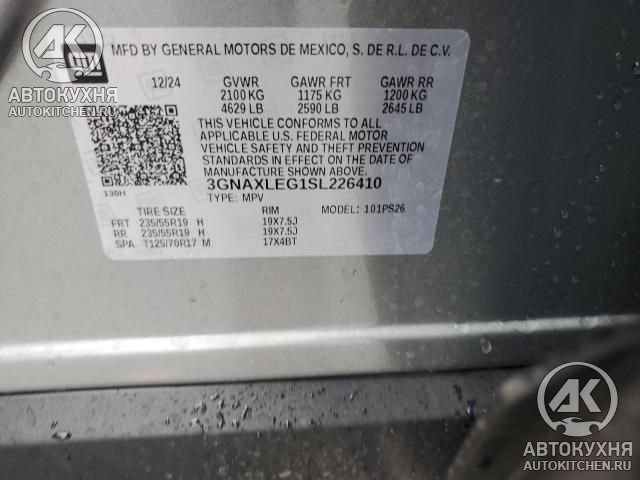 MFD BY GENERAL MOTORS DE MEXICO, S. DE R.L. DE C.V.
12/24 GVWR GAWR FRT GAWR RR
2100 KG 1175 KG 1200 KG
4629 LB 2590 LB 2645 LB
THIS VEHICLE CONFORMS TO ALL
APPLICABLE U.S. FEDERAL MOTOR
VEHICLE SAFETY AND THEFT PREVENTION
STANDARDS IN EFFECT ON THE DATE OF
MANUFACTURE SHOWN ABOVE.
3GNAXLEG1SL226410
TYPE: MPV
TIRE SIZE RIM MODEL: 101PS26
FRT 235/55R19 H 19X7.5J
RR 235/55R19 H 19X7.5J
SPA T125/70R17 M 17X4BT
АК
АВТОКУХНЯ
AUTOKITCHEN.RU
АК
АВТОКУХНЯ
AUTOKITCHEN.RU